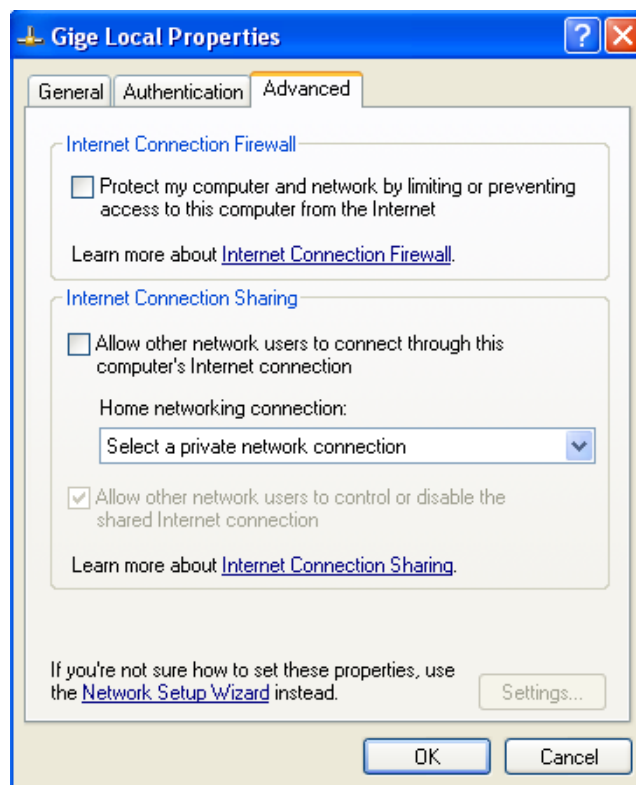 Gige Local Properties
General Authentication Advanced
Internet Connection Firewall
Protect my computer and network by limiting or preventing
access to this computer from the Internet
Learn more about Internet Connection Firewall.
Internet Connection Sharing
Allow other network users to connect through this
computer's Internet connection
Home networking connection:
Select a private network connection
Allow other network users to control or disable the
shared Internet connection
Learn more about Internet Connection Sharing.
If you're not sure how to set these properties, use
the Network Setup Wizard instead.
Settings...
OK Cancel